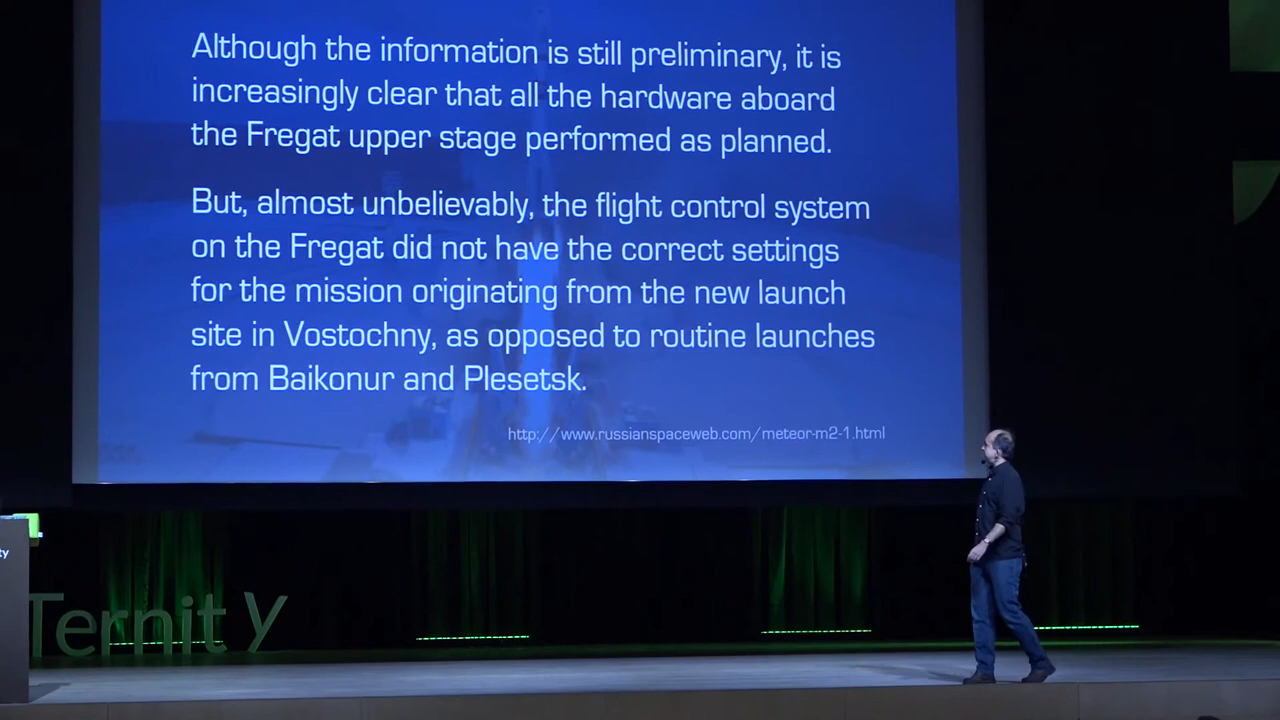 Although the information is still preliminary, it is
increasingly clear that all the hardware aboard
the Fregat upper stage performed as planned.
But, almost unbelievably, the flight control system
on the Fregat did not have the correct settings
for the mission originating from the new launch
site in Vostochny, as opposed to routine launches
from Baikonur and Plesetsk.
http://www.russianspaceweb.com/meteor-m2-1.html
ty
Ternity